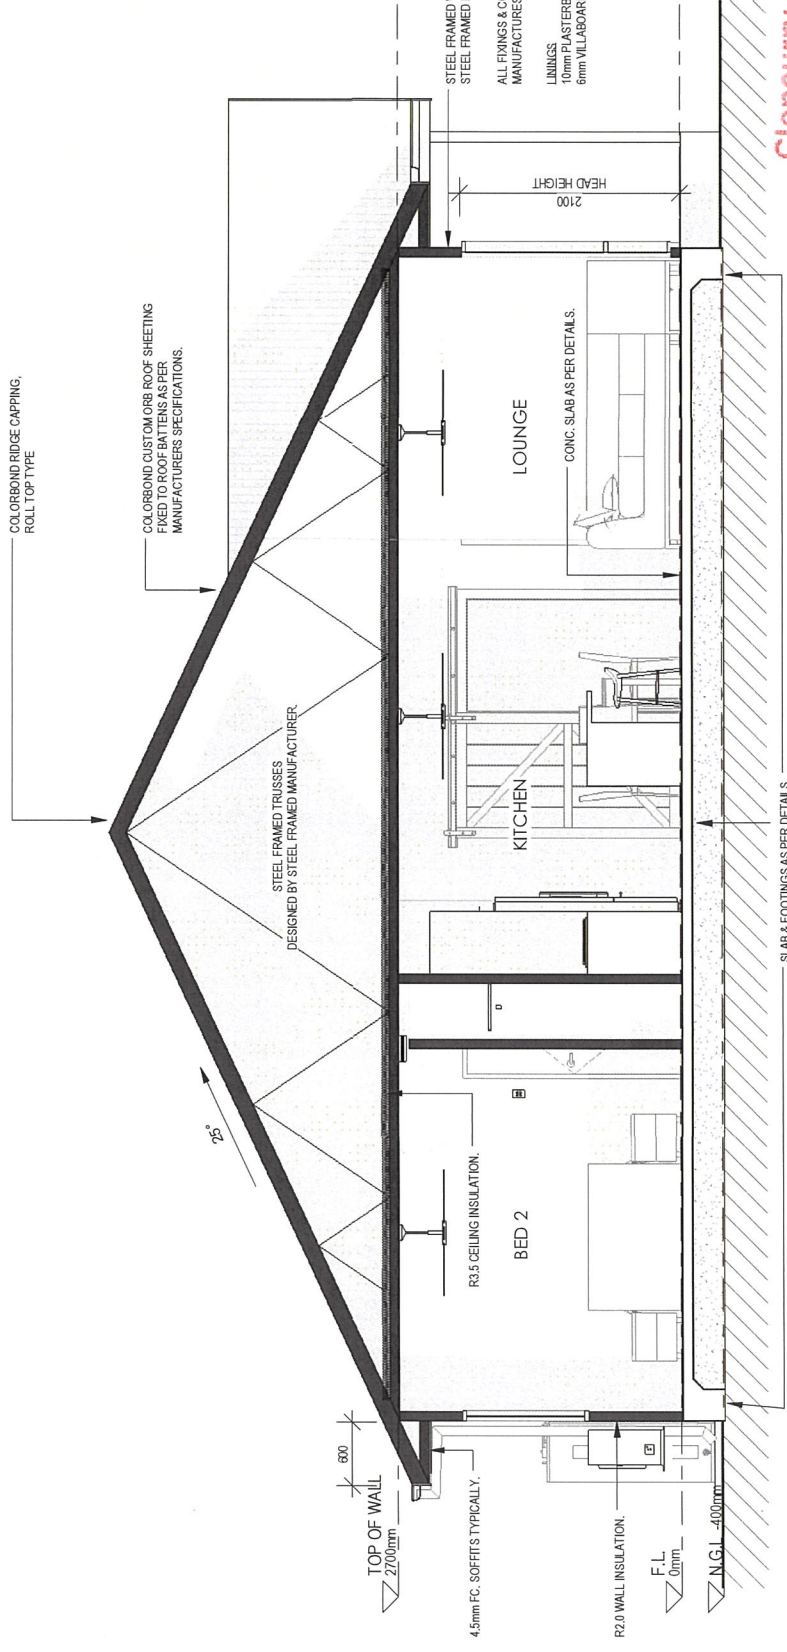 COLORBOND RIDGE CAPPING,
ROLL TOP TYPE
COLORBOND CUSTOM ORB ROOF SHEETING
FIXED TO ROOF BATTENS AS PER
MANUFACTURERS SPECIFICATIONS.
25°
STEEL FRAMED TRUSSES
DESIGNED BY STEEL FRAMED MANUFACTURER.
600
TOP OF WALL
2700mm
4.5mm FC. SOFFITS TYPICALLY.
R3.5 CEILING INSULATION.
BED 2
KITCHEN
LOUNGE
HEAD HEIGHT
2100
CONC. SLAB AS PER DETAILS.
R2.0 WALL INSULATION.
F.L.
0mm
N.G.L -400mm
SLAB & FOOTINGS AS PER DETAILS
STEEL FRAMED
STEEL FRAMED
ALL FIXINGS & C
MANUFACTURES
LININGS
10mm PLASTERB
6mm VILLABOAR